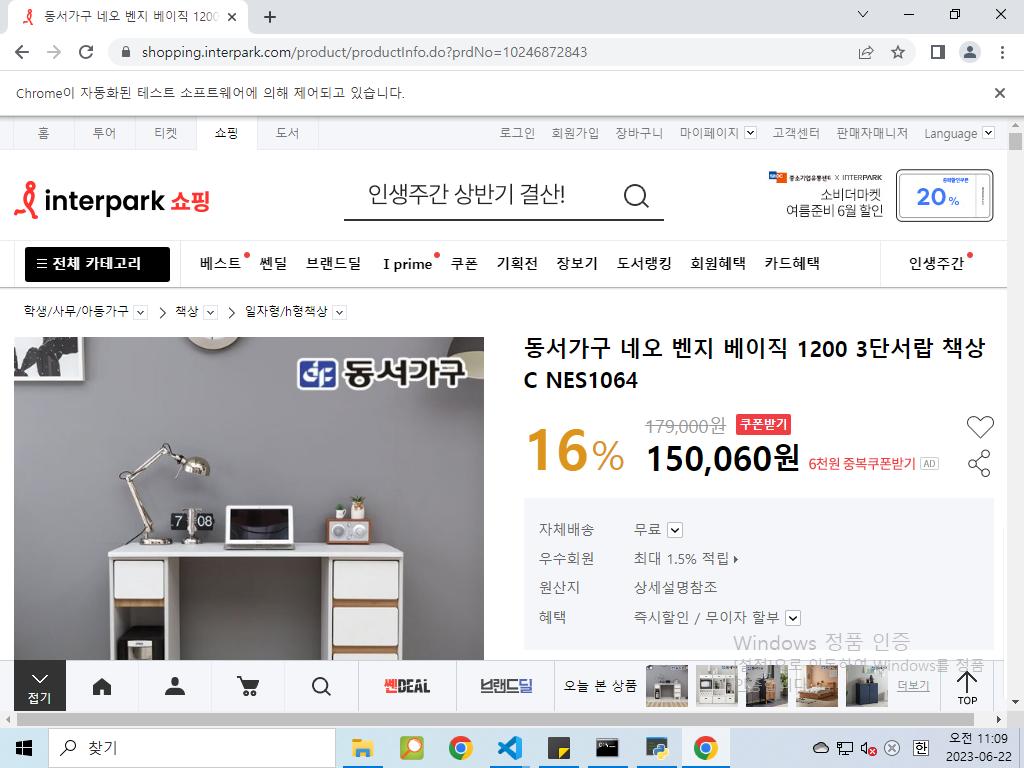 동서가구 네오 벤지 베이직 1200
shopping.interpark.com/product/productInfo.do?prdNo=10246872843
Chrome이 자동화된 테스트 소프트웨어에 의해 제어되고 있습니다.
홈 투어 티켓 쇼핑 도서 로그인 회원가입 장바구니 마이페이지 고객센터 판매자매니저 Language
interpark 쇼핑
인생주간 상반기 결산!
중소기업유통센터 X INTERPARK
소비더마켓
여름준비 6월 할인
20%
전체 카테고리 베스트 쎈딜 브랜드딜 I prime 쿠폰 기획전 장보기 도서랭킹 회원혜택 카드혜택 인생주간
학생/사무/아동가구 > 책상 > 일자형/h형책상
동서가구
7 08
동서가구 네오 벤지 베이직 1200 3단서랍 책상
C NES1064
16%
179,000원 쿠폰받기
150,060원 6천원 중복쿠폰받기 AD
자체배송 무료
우수회원 최대 1.5% 적립
원산지 상세설명참조
혜택 즉시할인 / 무이자 할부
Windows 정품 인증
[설정]으로 이동하여 Windows를 정품
접기
쎈DEAL
브랜드딜
오늘 본 상품
더보기
TOP
찾기
한
오전 11:09
2023-06-22